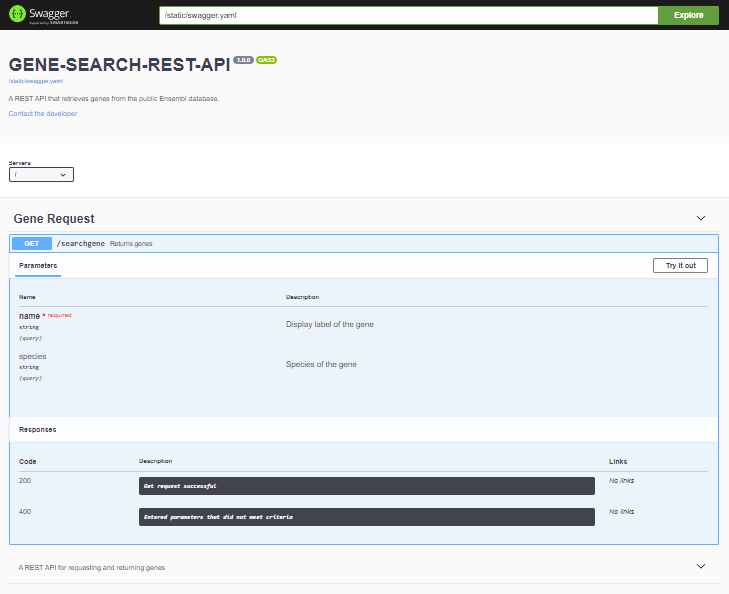 Swagger
Supported by SMARTBEAR
/static/swagger.yaml
Explore
GENE-SEARCH-REST-API 1.0.0 OAS3
/static/swagger.yaml
A REST API that retrieves genes from the public Ensembl database.
Contact the developer
Servers
/
Gene Request
GET /searchgene Returns genes
Parameters
Try it out
Name Description
name * required
string
(query)
Display label of the gene
species
string
(query)
Species of the gene
Responses
Code Description Links
200 Get request successful No links
400 Entered parameters that did not meet criteria No links
A REST API for requesting and returning genes